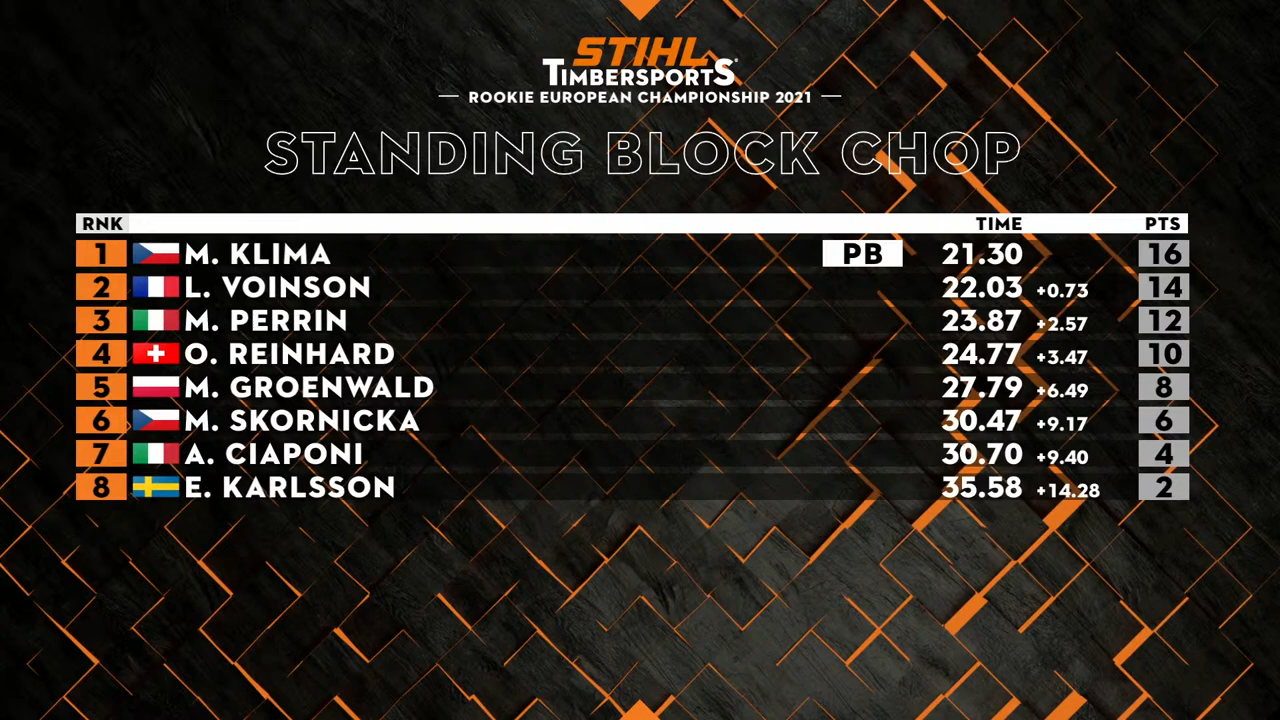 STIHL
TIMBERSPORTS®
ROOKIE EUROPEAN CHAMPIONSHIP 2021
STANDING BLOCK CHOP
RNK TIME PTS
1 M. KLIMA PB 21.30 16
2 L. VOINSON 22.03 +0.73 14
3 M. PERRIN 23.87 +2.57 12
4 O. REINHARD 24.77 +3.47 10
5 M. GROENWALD 27.79 +6.49 8
6 M. SKORNICKA 30.47 +9.17 6
7 A. CIAPONI 30.70 +9.40 4
8 E. KARLSSON 35.58 +14.28 2